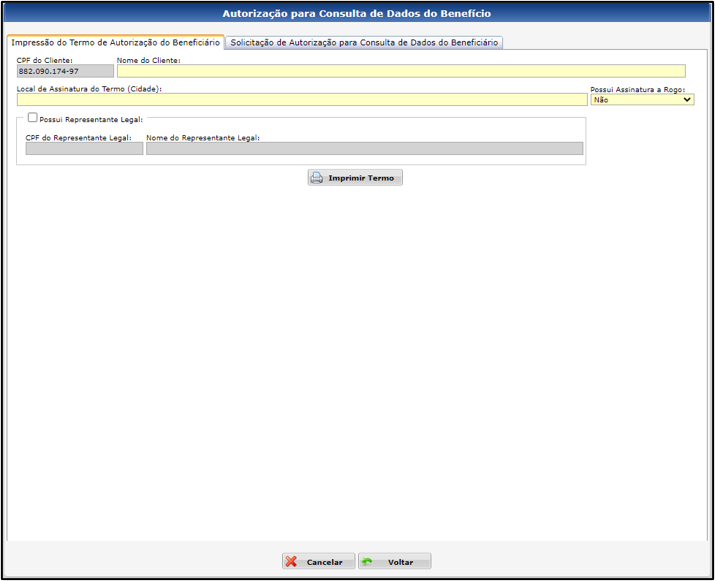 Autorização para Consulta de Dados do Benefício
Impressão do Termo de Autorização do Beneficiário Solicitação de Autorização para Consulta de Dados do Beneficiário
CPF do Cliente: Nome do Cliente:
882.090.174-97
Local de Assinatura do Termo (Cidade): Possui Assinatura a Rogo:
Não
Possui Representante Legal:
CPF do Representante Legal: Nome do Representante Legal:
Imprimir Termo
Cancelar Voltar